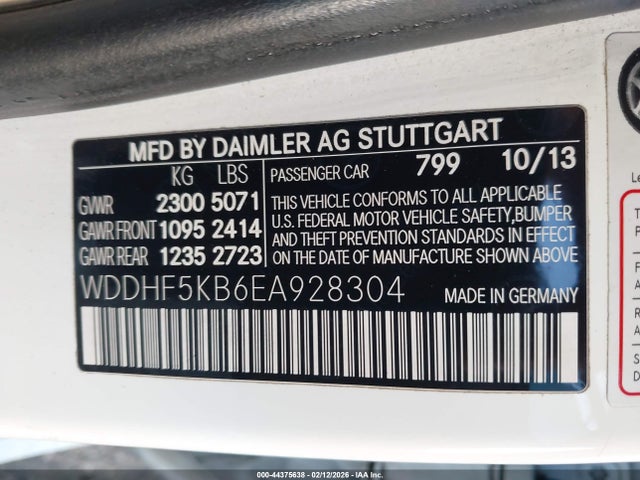 MFD BY DAIMLER AG STUTTGART
KG LBS
GVWR 2300 5071
GAWR FRONT 1095 2414
GAWR REAR 1235 2723
PASSENGER CAR 799 10/13
THIS VEHICLE CONFORMS TO ALL APPLICABLE
U.S. FEDERAL MOTOR VEHICLE SAFETY,BUMPER
AND THEFT PREVENTION STANDARDS IN EFFECT
ON THE DATE OF MANUFACTURE SHOWN ABOVE.
WDDHF5KB6EA928304 MADE IN GERMANY
000-44375638 - 02/12/2026 - COPYRIGHT IAA